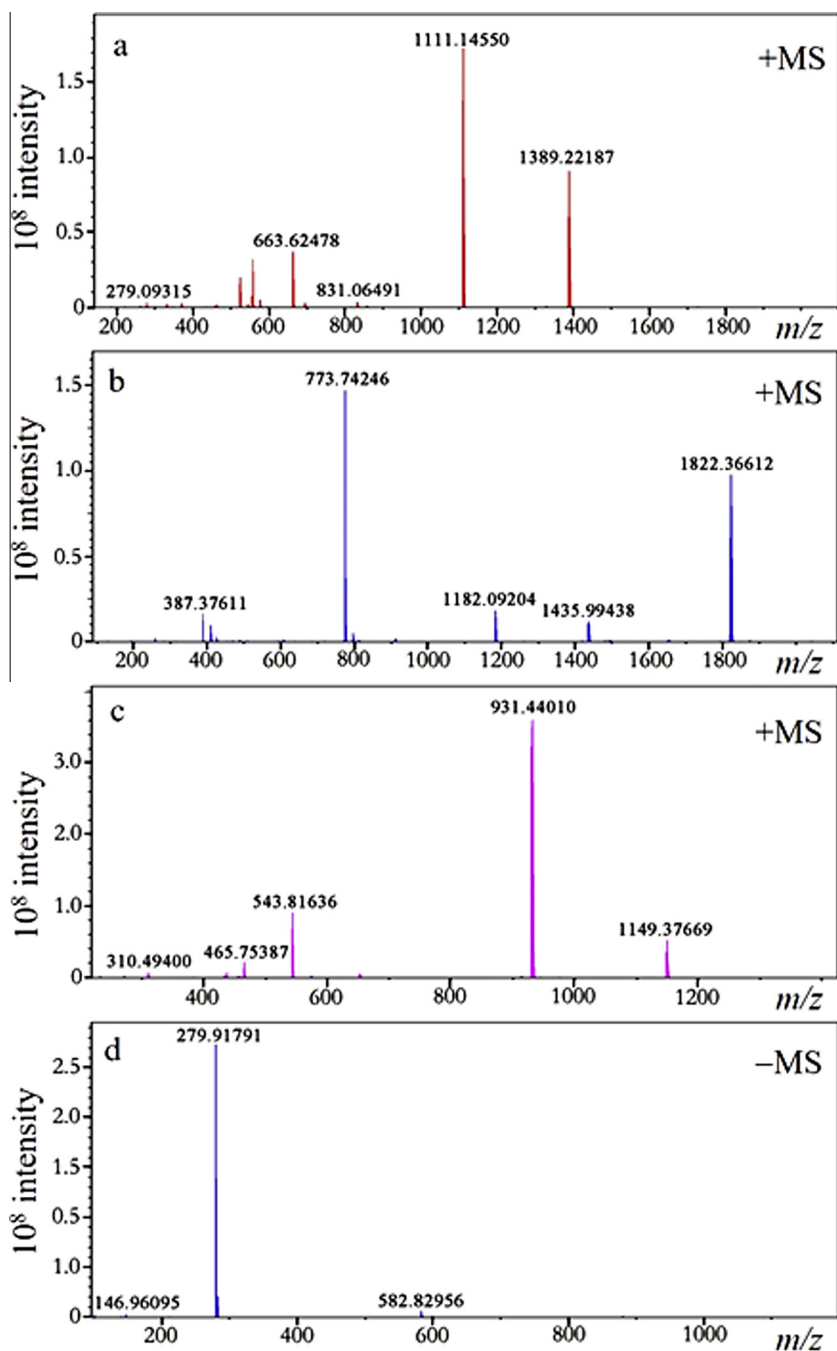 a
+MS
1111.14550
1389.22187
663.62478
279.09315
831.06491
10⁸ intensity
1.5
1.0
0.5
0
200 400 600 800 1000 1200 1400 1600 1800 m/z
b
+MS
773.74246
1822.36612
387.37611
1182.09204
1435.99438
10⁸ intensity
1.5
1.0
0.5
0
200 400 600 800 1000 1200 1400 1600 1800 m/z
c
+MS
931.44010
543.81636
1149.37669
310.49400
465.75387
10⁸ intensity
3.0
2.0
1.0
0
400 600 800 1000 1200 m/z
d
−MS
279.91791
146.96095
582.82956
10⁸ intensity
2.5
2.0
1.5
0.5
1.0
0
200 400 600 800 1000 m/z